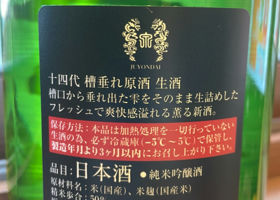 JUYONDAI
十四代 槽垂れ原酒 生酒
槽口から垂れ出た雫をそのまま生詰めした
フレッシュで爽快感溢れる薫る新酒。
保存方法：本品は加熱処理を一切行っていない
生酒の為、必ず冷蔵庫(−5℃～5℃)で保管し、
製造年月より3ヶ月以内にお召し上がり下さい。
品目：日本酒 ●純米吟醸酒
原材料名：米(国産)、米麹(国産米)
精米歩合：50%